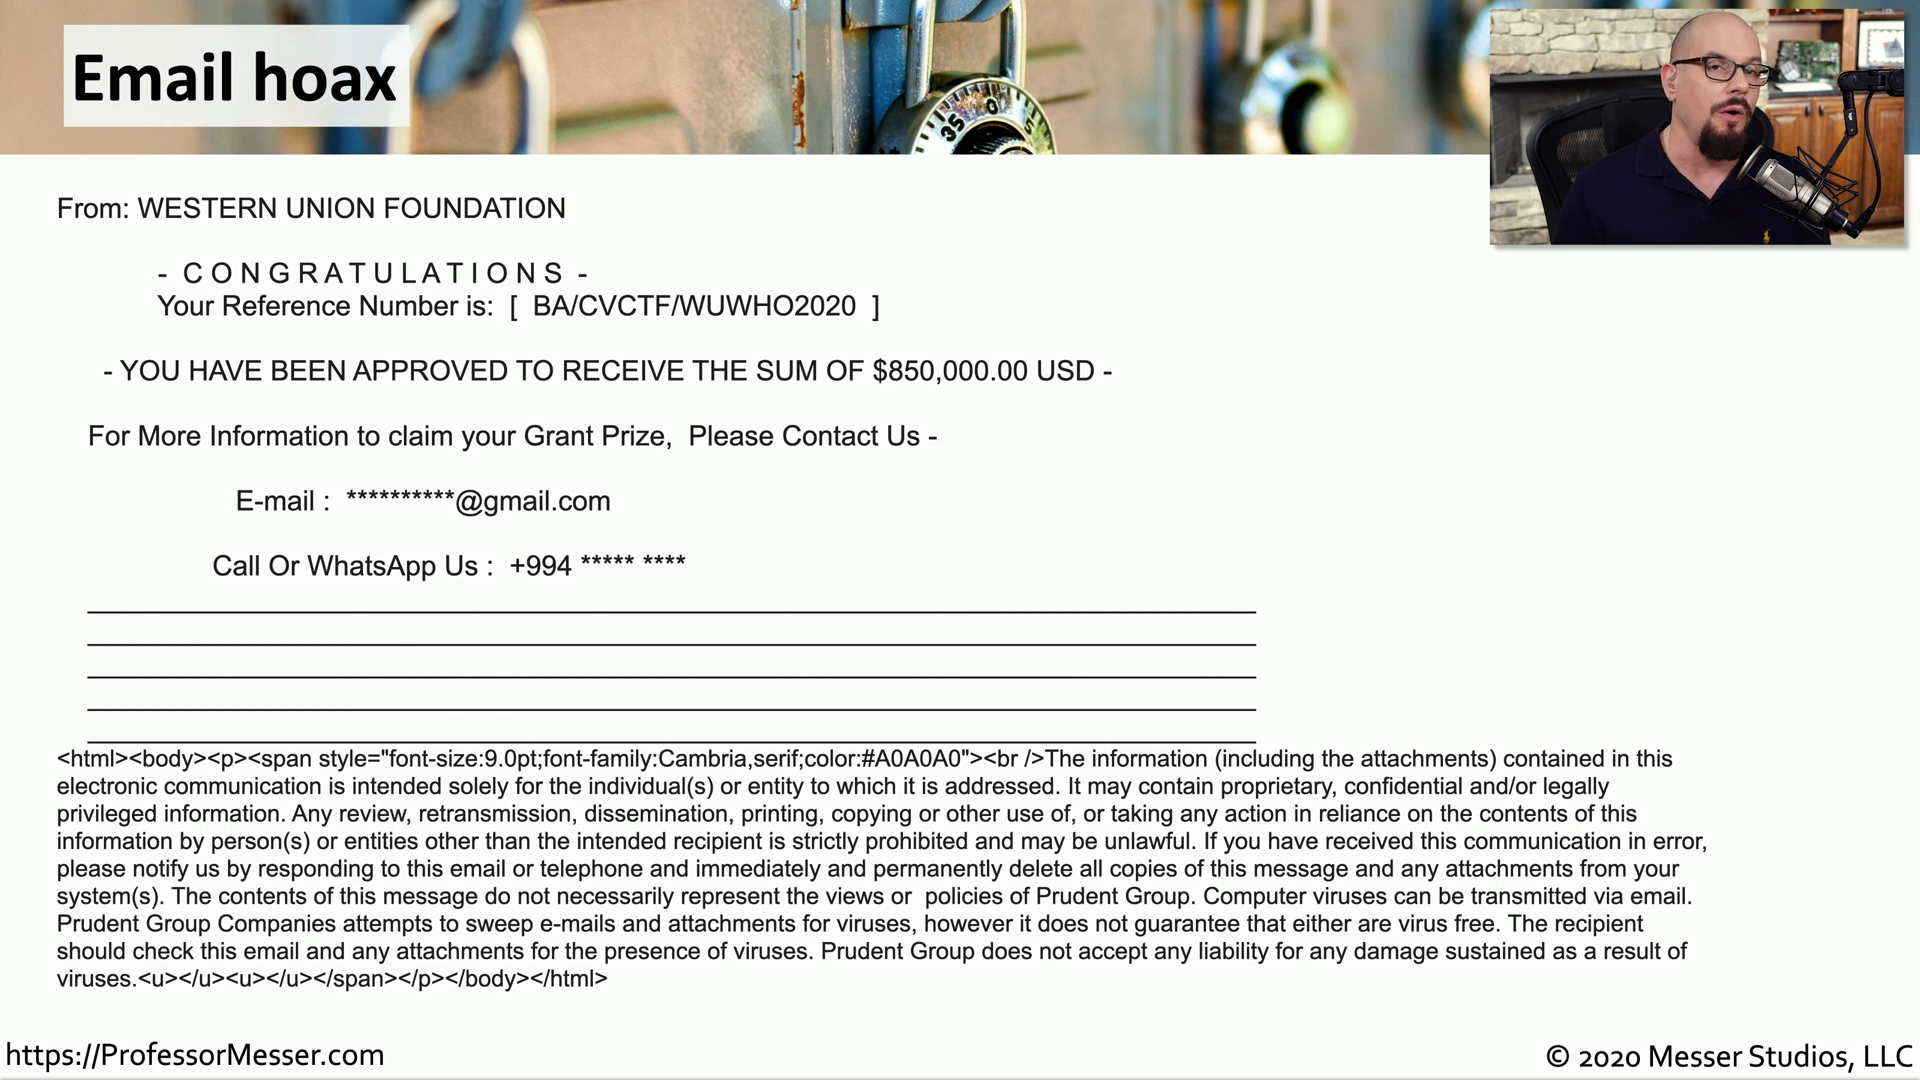 Email hoax
From: WESTERN UNION FOUNDATION
- C O N G R A T U L A T I O N S -
Your Reference Number is: [ BA/CVCTF/WUWHO2020 ]
- YOU HAVE BEEN APPROVED TO RECEIVE THE SUM OF $850,000.00 USD -
For More Information to claim your Grant Prize, Please Contact Us -
E-mail : **********@gmail.com
Call Or WhatsApp Us : +994 ***** ****
<html><body><p><span style="font-size:9.0pt;font-family:Cambria,serif;color:#A0A0A0"><br />The information (including the attachments) contained in this
electronic communication is intended solely for the individual(s) or entity to which it is addressed. It may contain proprietary, confidential and/or legally
privileged information. Any review, retransmission, dissemination, printing, copying or other use of, or taking any action in reliance on the contents of this
information by person(s) or entities other than the intended recipient is strictly prohibited and may be unlawful. If you have received this communication in error,
please notify us by responding to this email or telephone and immediately and permanently delete all copies of this message and any attachments from your
system(s). The contents of this message do not necessarily represent the views or policies of Prudent Group. Computer viruses can be transmitted via email.
Prudent Group Companies attempts to sweep e-mails and attachments for viruses, however it does not guarantee that either are virus free. The recipient
should check this email and any attachments for the presence of viruses. Prudent Group does not accept any liability for any damage sustained as a result of
viruses.<u></u><u></u></span></p></body></html>
https://ProfessorMesser.com
© 2020 Messer Studios, LLC